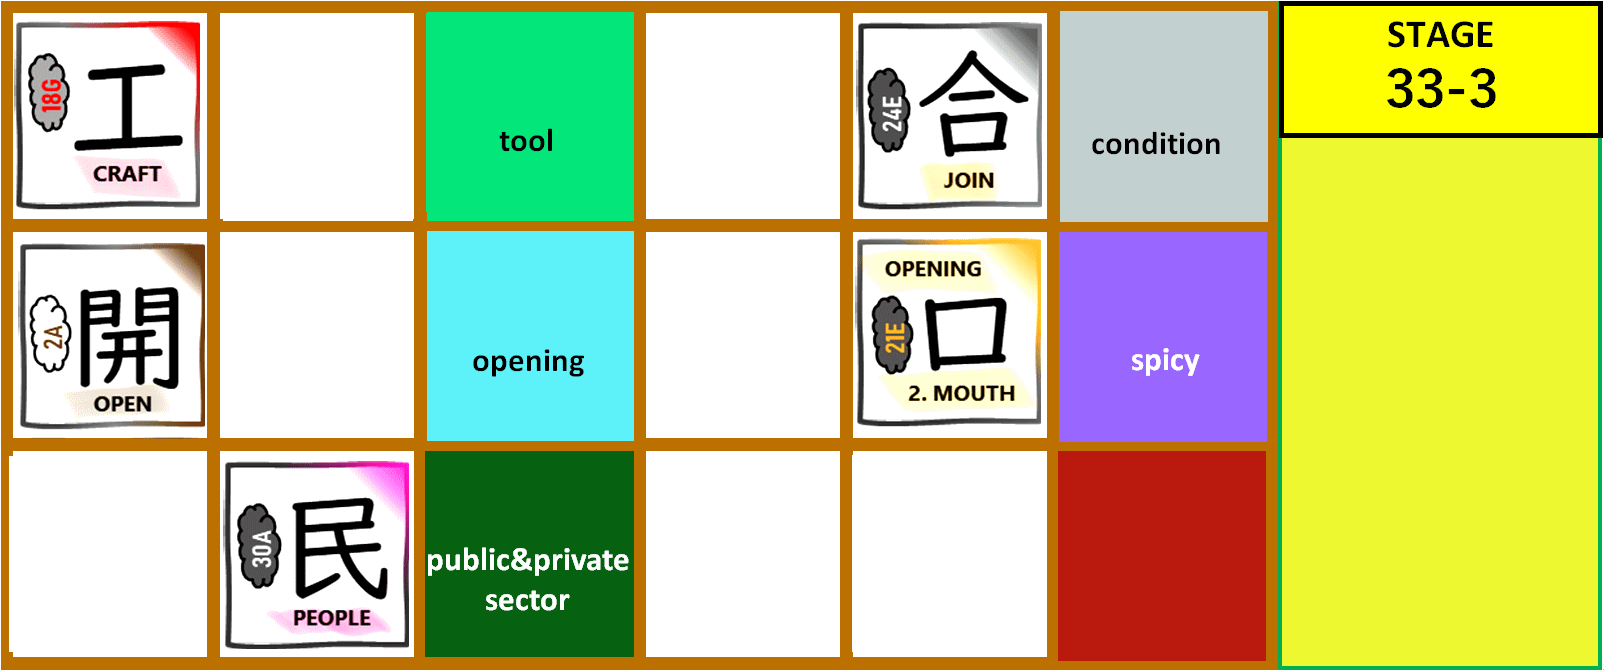 18G
工
CRAFT
tool
24E
合
JOIN
condition
STAGE
33-3
2A
開
OPEN
opening
OPENING
21E
口
2. MOUTH
spicy
30A
民
PEOPLE
public&private
sector